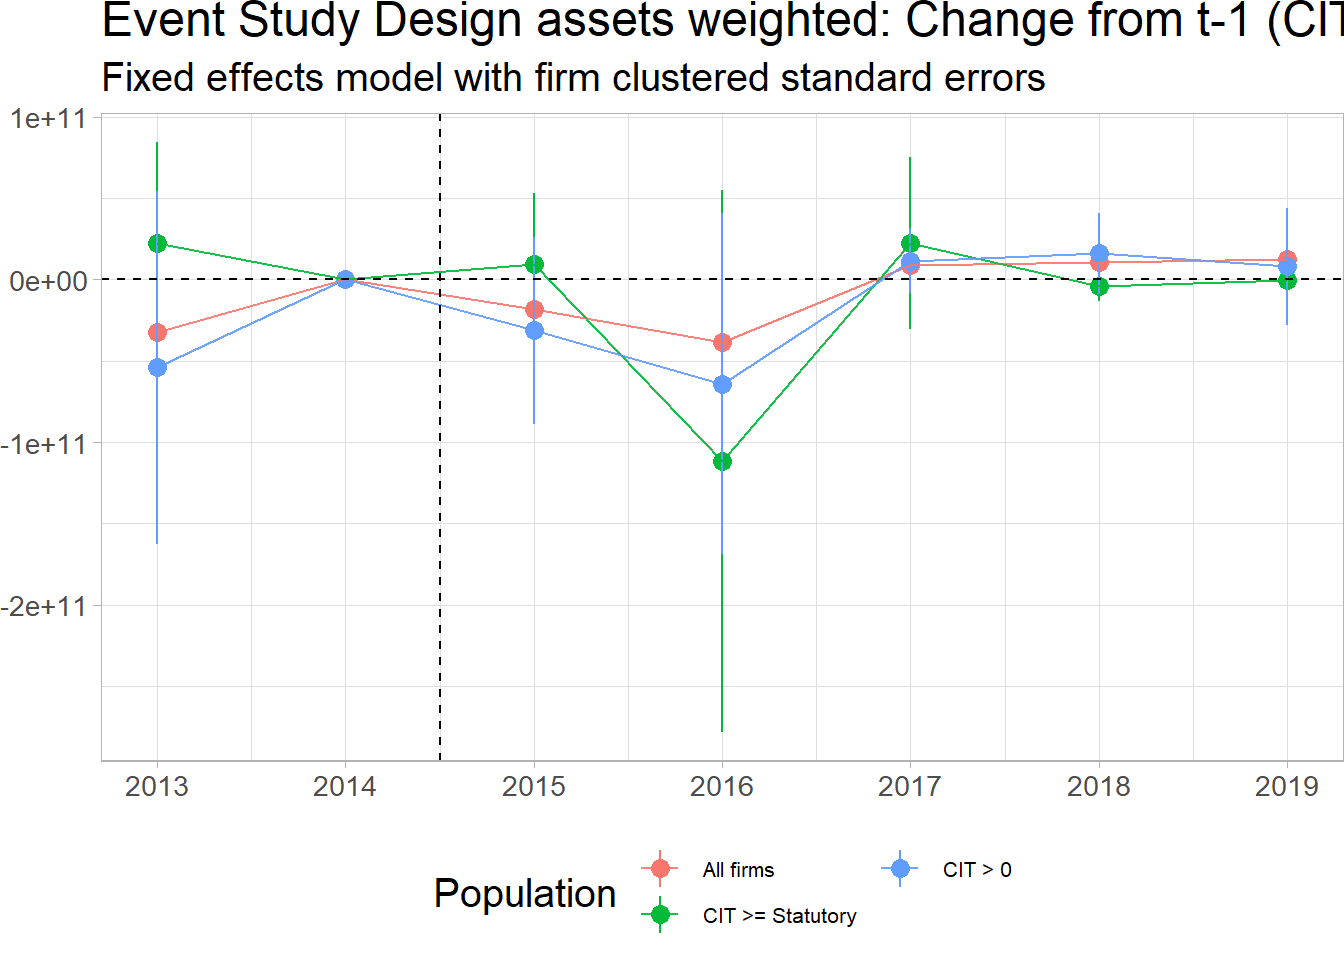 Event Study Design assets weighted: Change from t-1 (CIT
Fixed effects model with firm clustered standard errors
1e+11
0e+00
-1e+11
-2e+11
2013 2014 2015 2016 2017 2018 2019
Population
All firms
CIT >= Statutory
CIT > 0